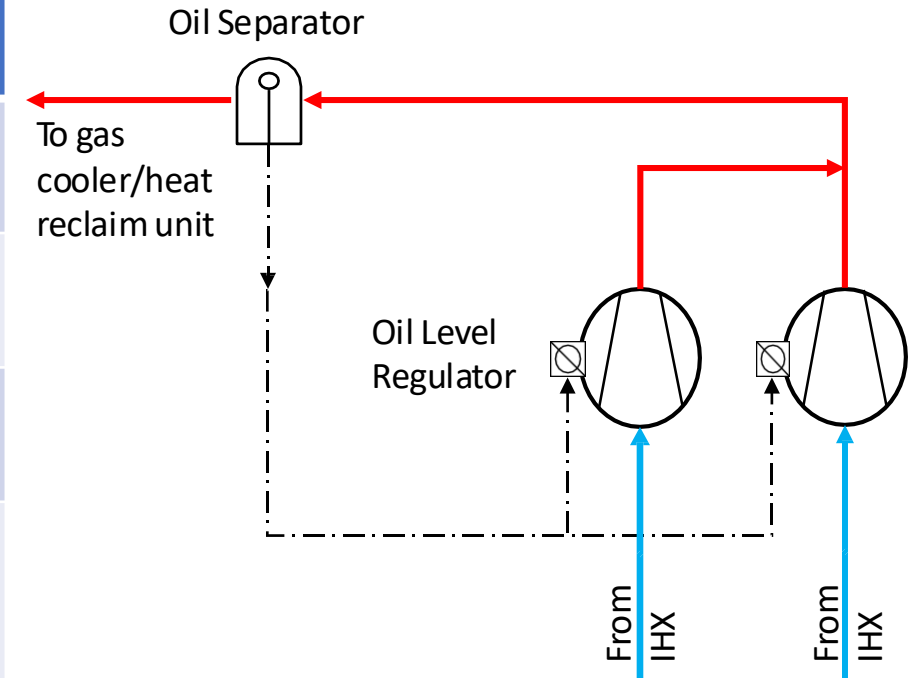 Oil Separator
To gas
cooler/heat
reclaim unit
Oil Level
Regulator
From
IHX
From
IHX